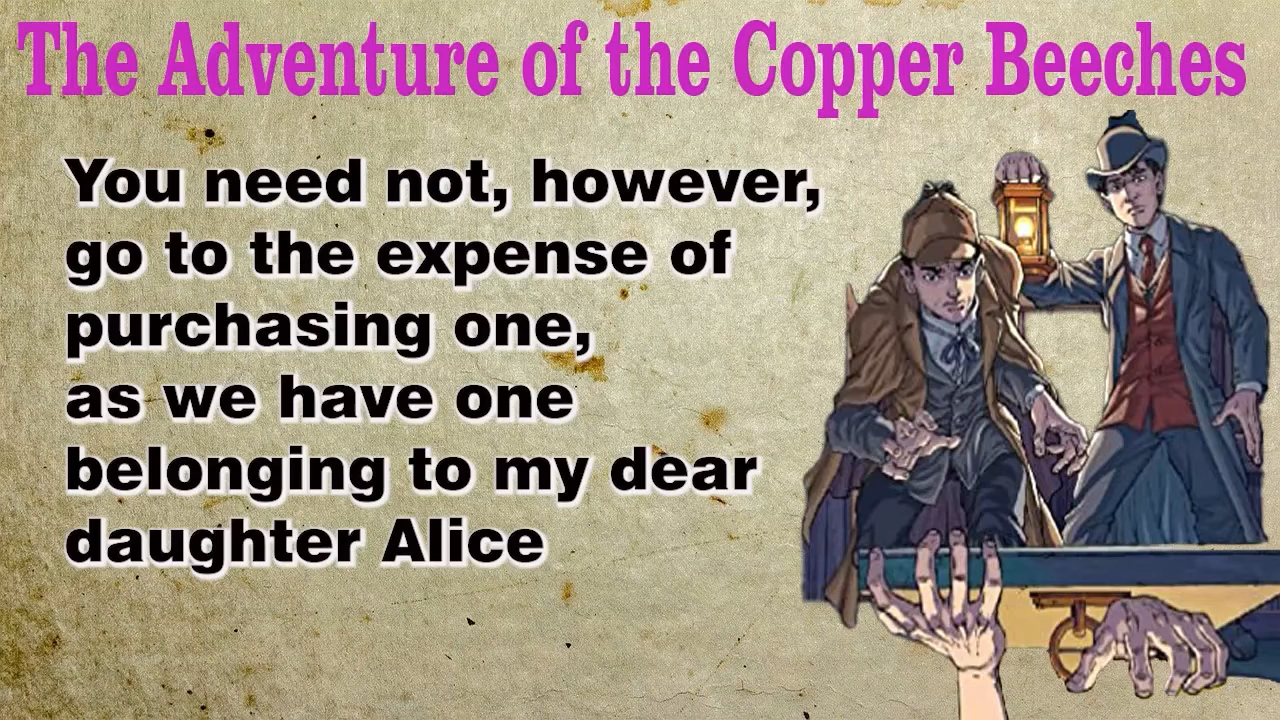 The Adventure of the Copper Beeches
You need not, however,
go to the expense of
purchasing one,
as we have one
belonging to my dear
daughter Alice